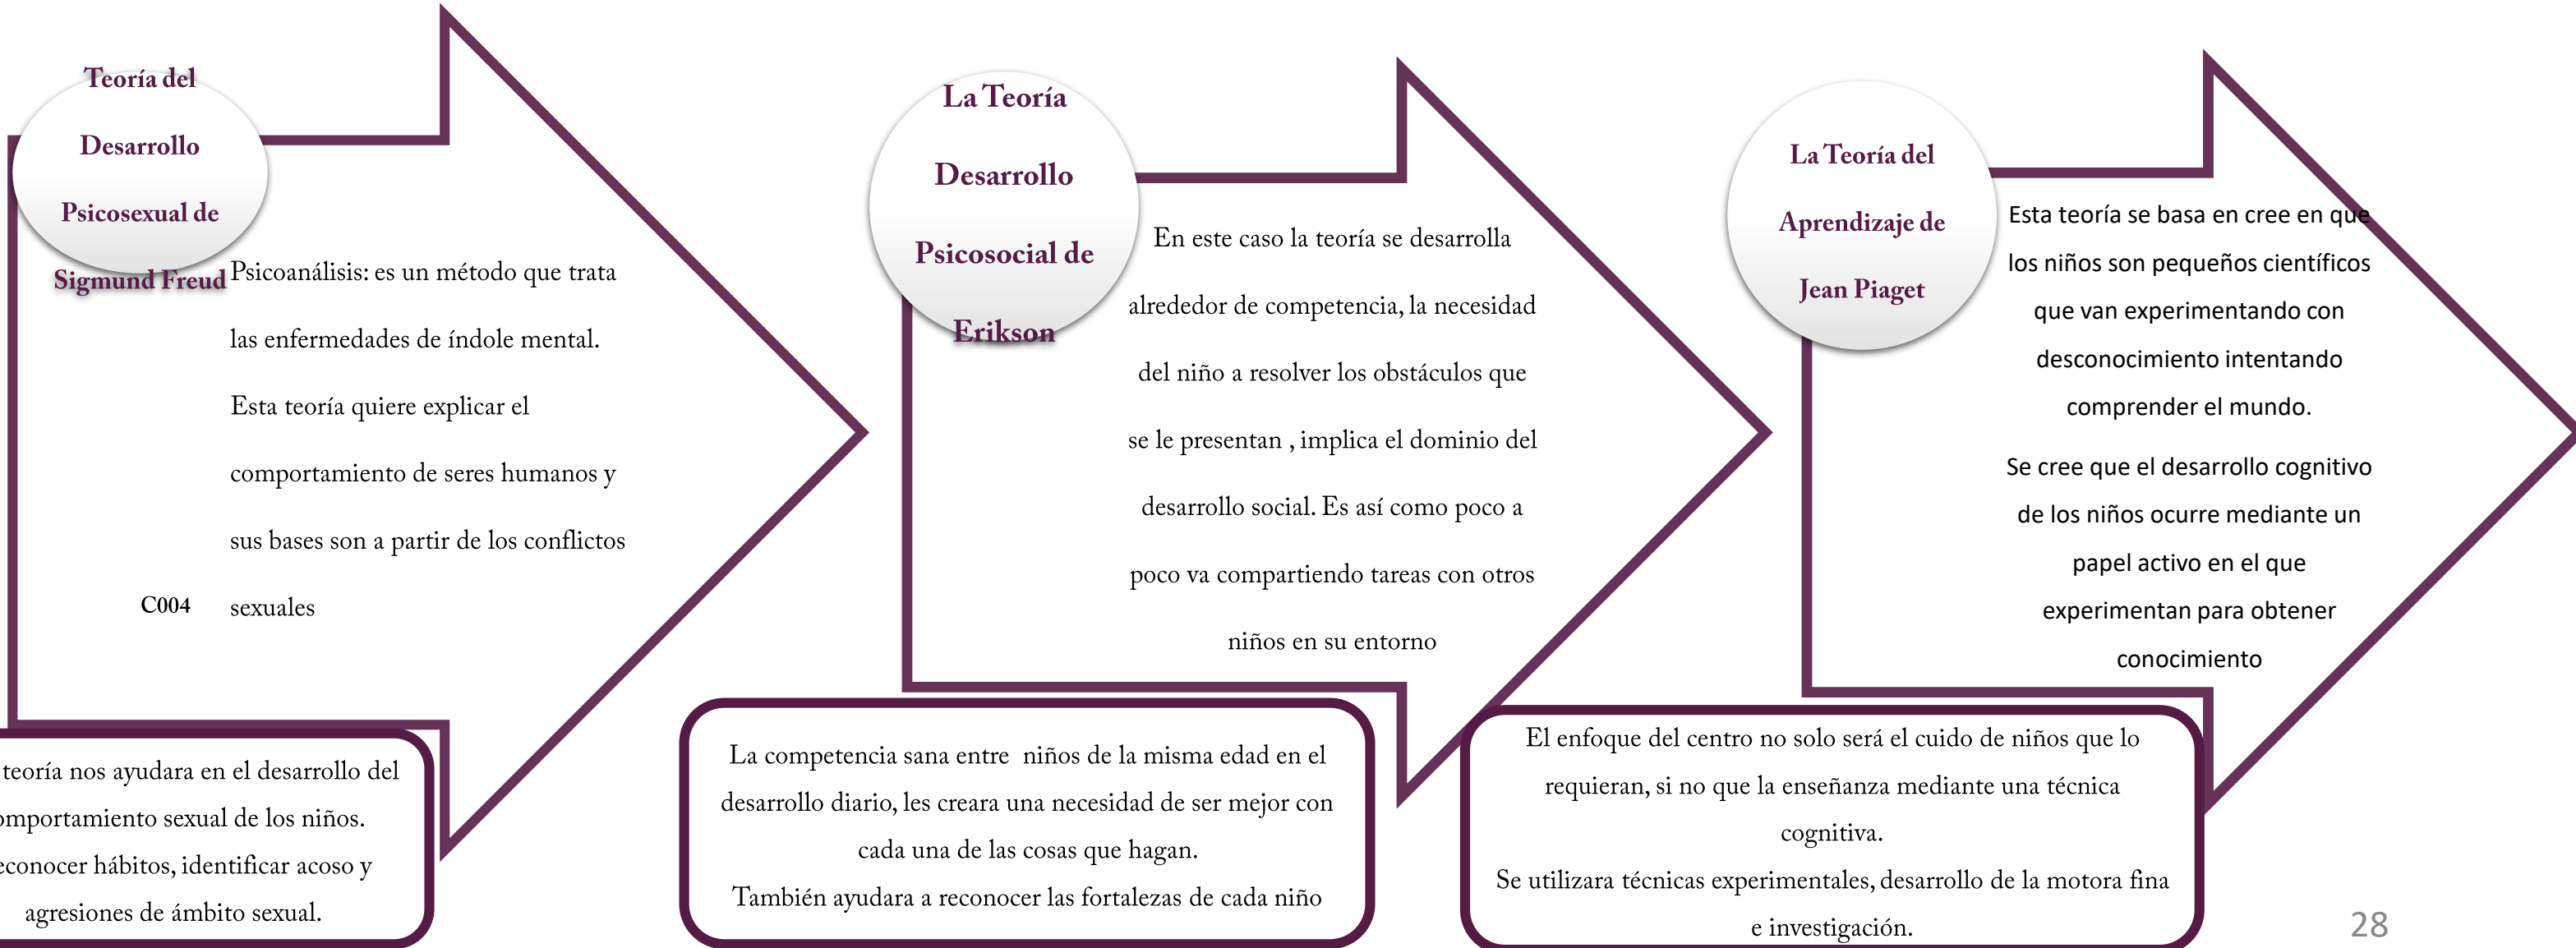 Teoría del
Desarrollo
Psicosexual de
Sigmund Freud
Psicoanálisis: es un método que trata
las enfermedades de índole mental.
Esta teoría quiere explicar el
comportamiento de seres humanos y
sus bases son a partir de los conflictos
sexuales
C004
teoría nos ayudara en el desarrollo del
omportamiento sexual de los niños.
econocer hábitos, identificar acoso y
agresiones de ámbito sexual.
La Teoría
Desarrollo
Psicosocial de
Erikson
En este caso la teoría se desarrolla
alrededor de competencia, la necesidad
del niño a resolver los obstáculos que
se le presentan , implica el dominio del
desarrollo social. Es así como poco a
poco va compartiendo tareas con otros
niños en su entorno
La competencia sana entre  niños de la misma edad en el
desarrollo diario, les creara una necesidad de ser mejor con
cada una de las cosas que hagan.
También ayudara a reconocer las fortalezas de cada niño
La Teoría del
Aprendizaje de
Jean Piaget
Esta teoría se basa en cree en que
los niños son pequeños científicos
que van experimentando con
desconocimiento intentando
comprender el mundo.
Se cree que el desarrollo cognitivo
de los niños ocurre mediante un
papel activo en el que
experimentan para obtener
conocimiento
El enfoque del centro no solo será el cuido de niños que lo
requieran, si no que la enseñanza mediante una técnica
cognitiva.
Se utilizara técnicas experimentales, desarrollo de la motora fina
e investigación.
28